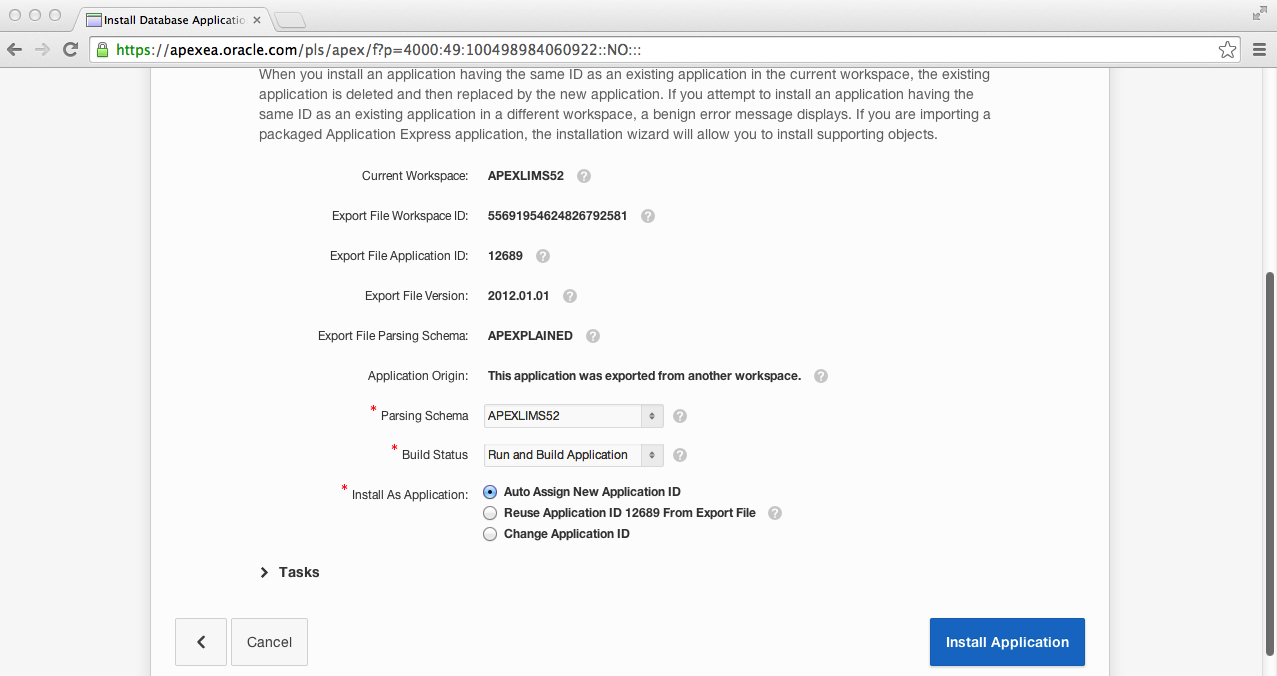 Install Database Applicatio
https://apexea.oracle.com/pls/apex/f?p=4000:49:100498984060922::NO:::
When you install an application having the same ID as an existing application in the current workspace, the existing
application is deleted and then replaced by the new application. If you attempt to install an application having the
same ID as an existing application in a different workspace, a benign error message displays. If you are importing a
packaged Application Express application, the installation wizard will allow you to install supporting objects.
Current Workspace: APEXLIMS52 ?
Export File Workspace ID: 55691954624826792581 ?
Export File Application ID: 12689 ?
Export File Version: 2012.01.01 ?
Export File Parsing Schema: APEXPLAINED ?
Application Origin: This application was exported from another workspace. ?
* Parsing Schema APEXLIMS52 ?
* Build Status Run and Build Application ?
* Install As Application: Auto Assign New Application ID
Reuse Application ID 12689 From Export File ?
Change Application ID
Tasks
Cancel
Install Application